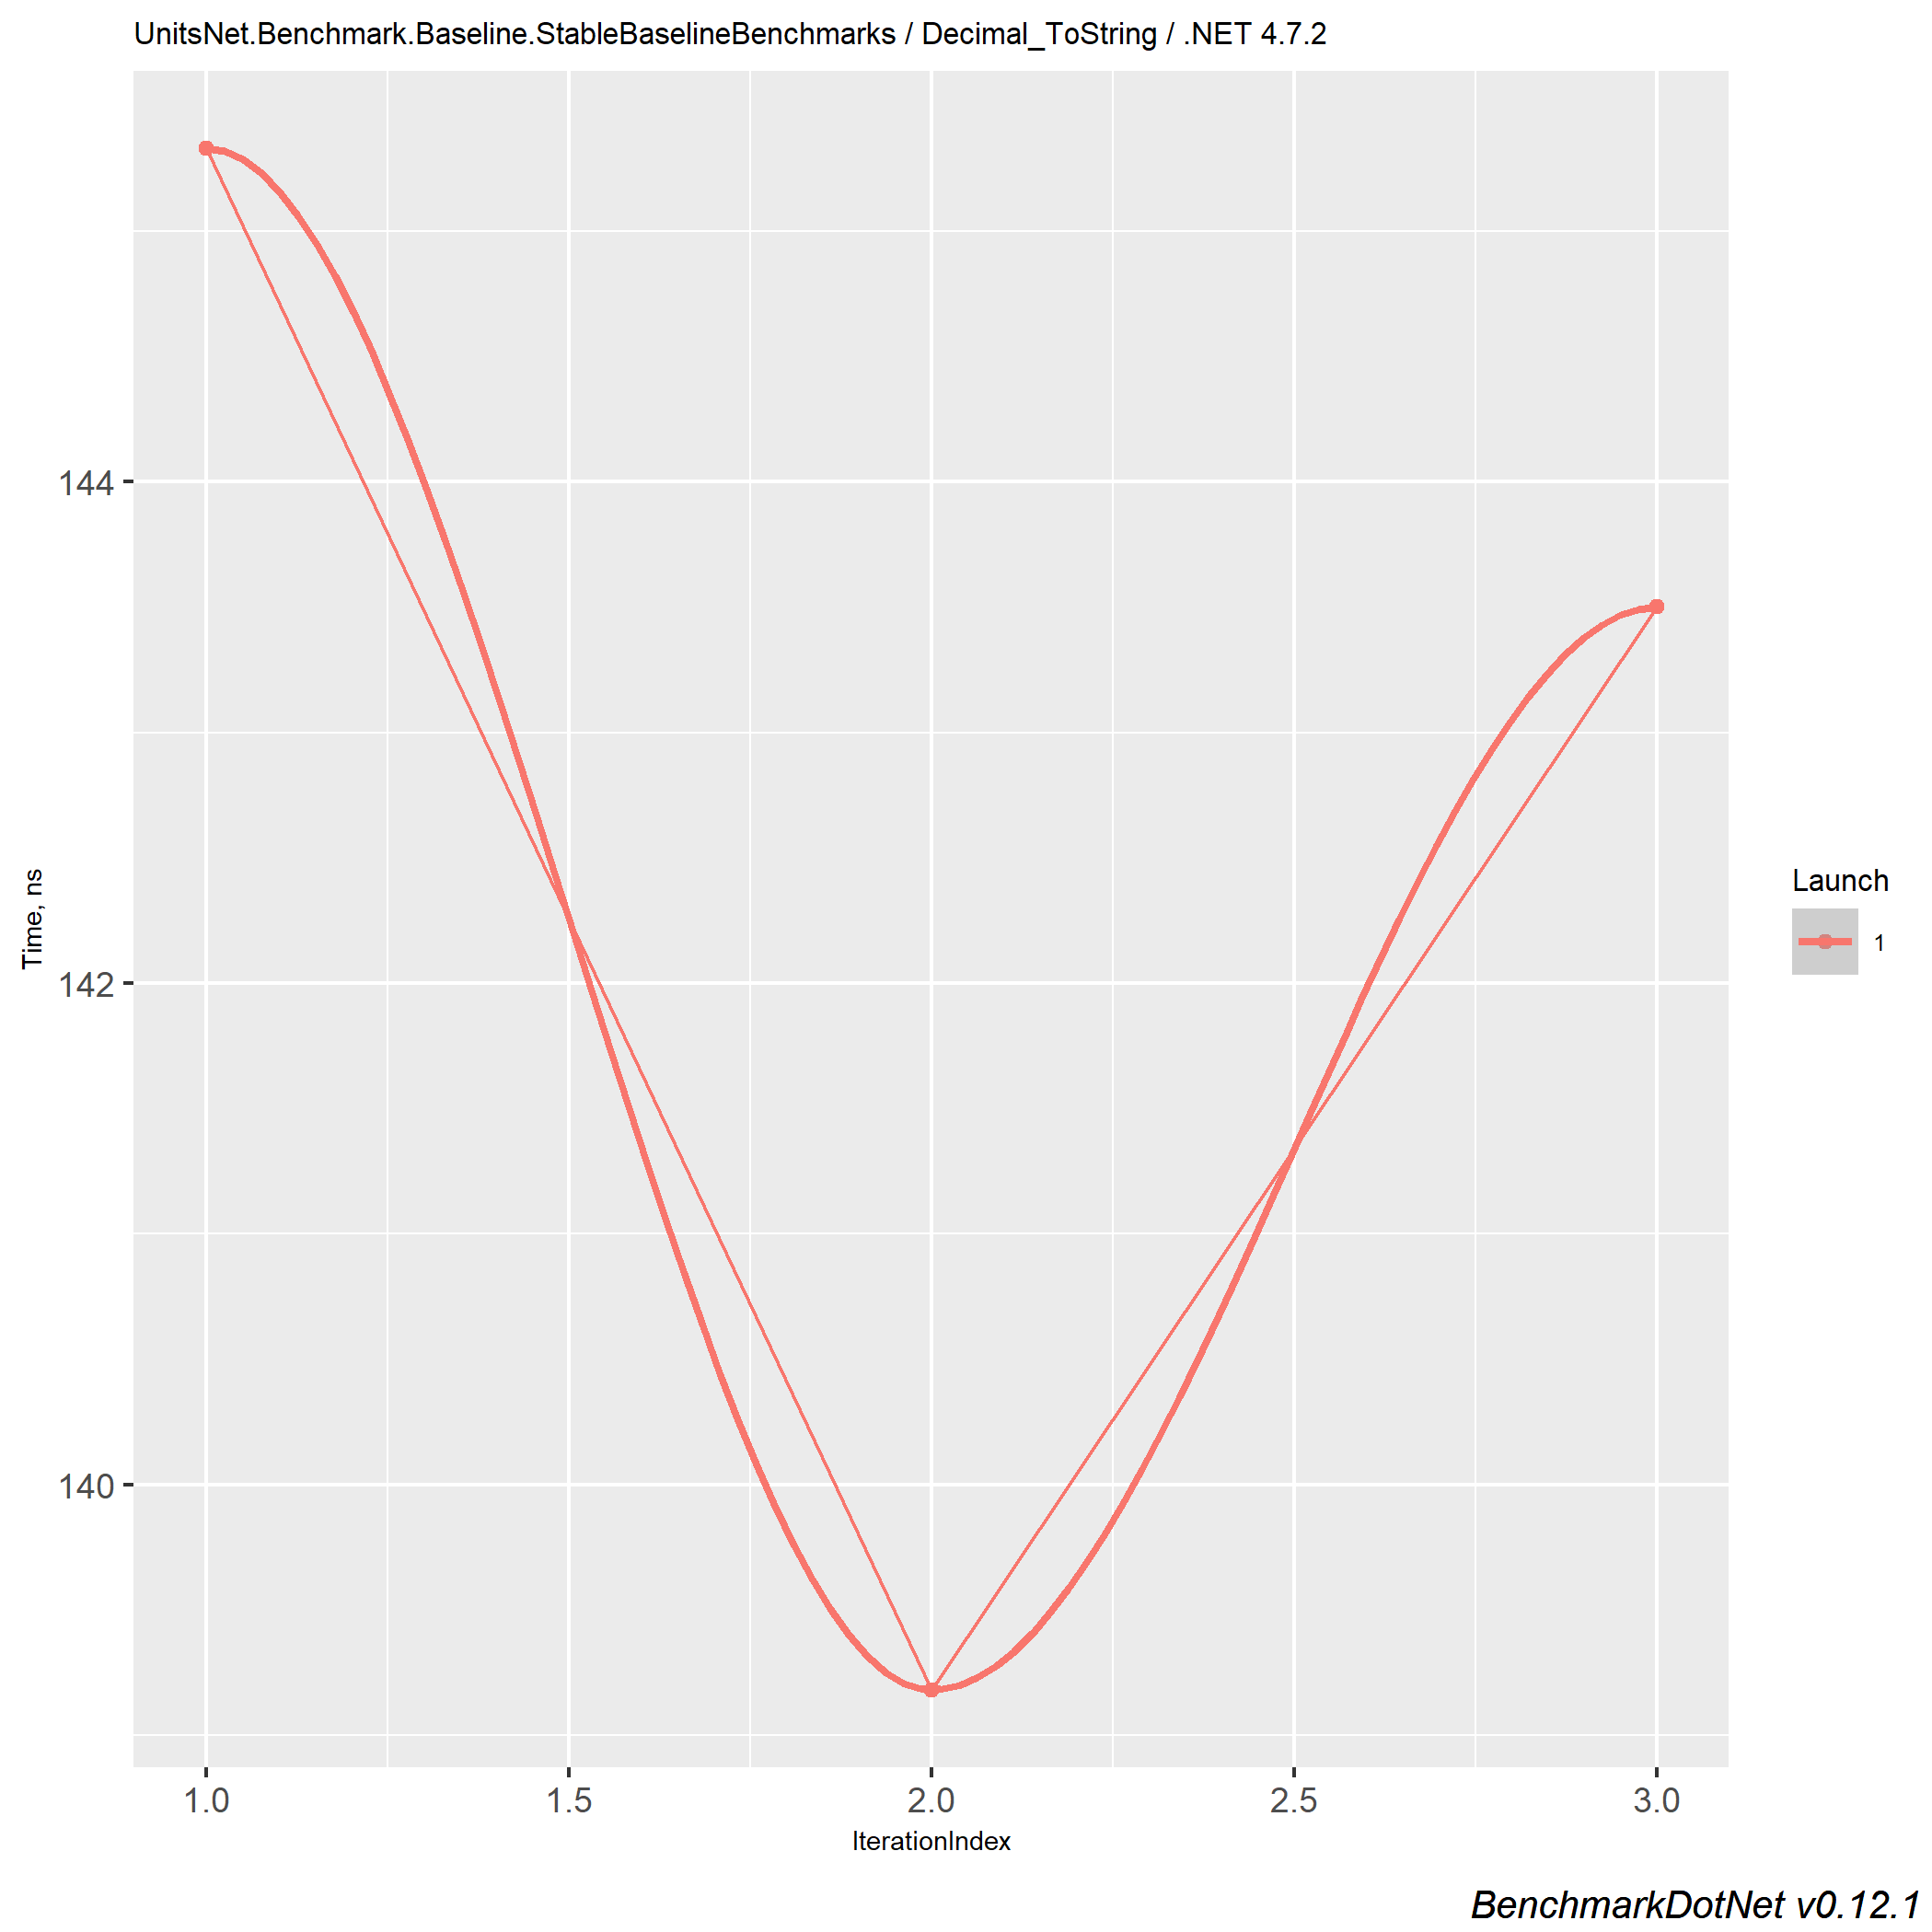 UnitsNet.Benchmark.Baseline.StableBaselineBenchmarks / Decimal_ToString / .NET 4.7.2
Time, ns
144
142
140
1.0 1.5 2.0 2.5 3.0
IterationIndex
Launch
1
BenchmarkDotNet v0.12.1